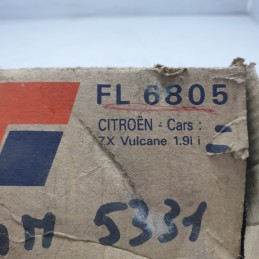 FL 6805
CITROËN - Cars :
ZX Vulcane 1.9l i
M 5331